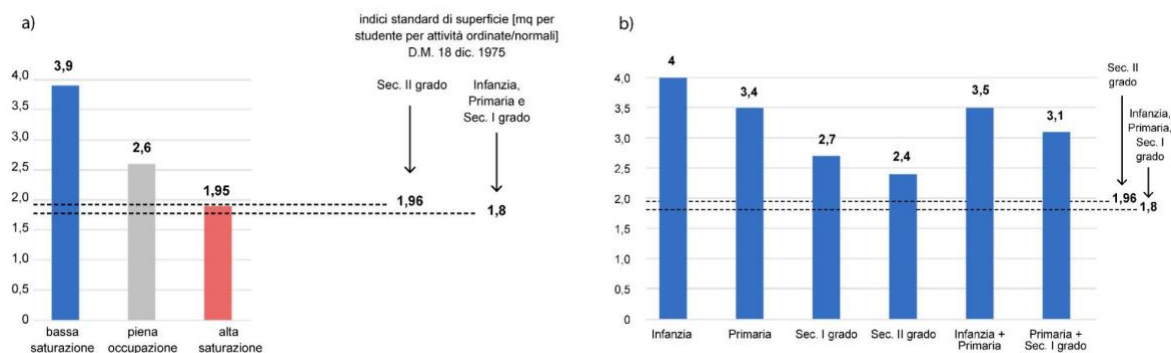 a)
indici standard di superficie [mq per
studente per attività ordinate/normali]
D.M. 18 dic. 1975
Sec. II grado
Infanzia,
Primaria e
Sec. I grado
4,0
3,5
3,0
2,5
2,0
1,5
1,0
0,5
0
3,9
2,6
1,95
1,96
1,8
bassa
saturazione
piena
occupazione
alta
saturazione
b)
4,0
3,5
3,0
2,5
2,0
1,5
1,0
0,5
0
4
3,4
2,7
2,4
3,5
3,1
Sec. II
grado
Infanzia,
Primaria,
Sec. I
grado
1,96
1,8
Infanzia
Primaria
Sec. I grado
Sec. II grado
Infanzia +
Primaria
Primaria +
Sec. I grado